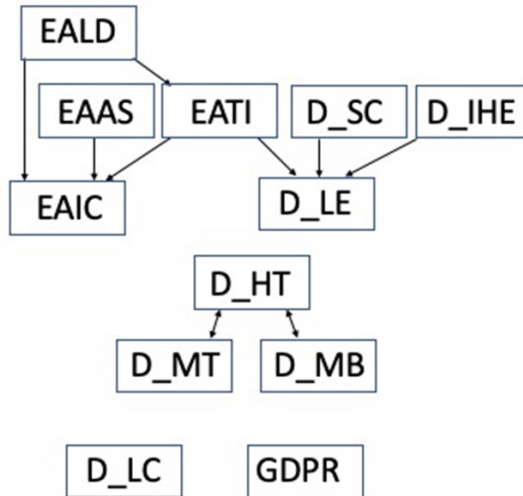 EALD
EAAS
EATI
D_SC
D_IHE
EAIC
D_LE
D_HT
D_MT
D_MB
D_LC
GDPR